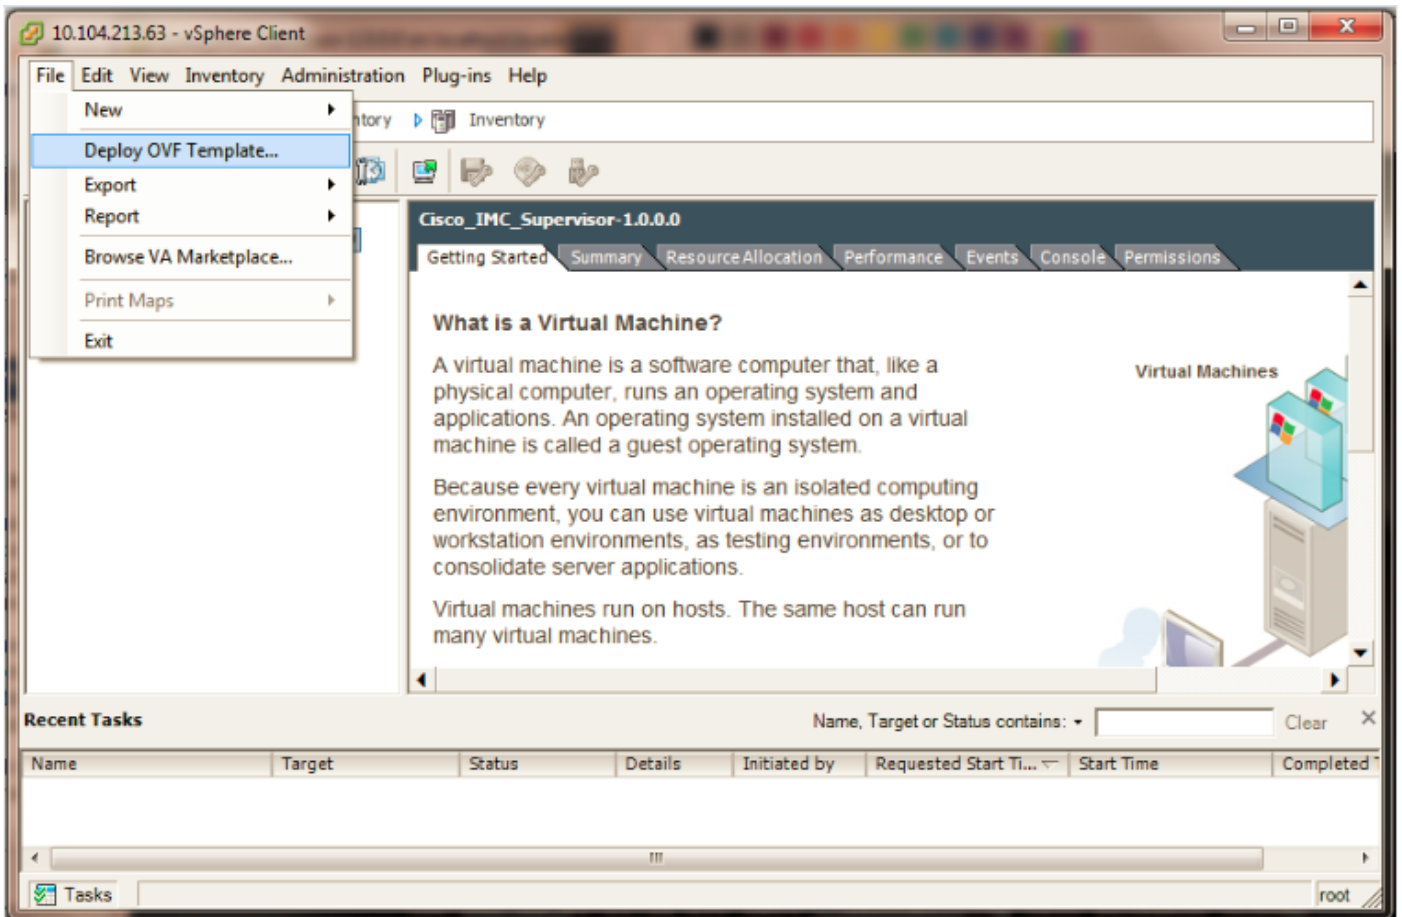 10.104.213.63 - vSphere Client
File Edit View Inventory Administration Plug-ins Help
New
ntory Inventory
Deploy OVF Template...
Export
Report
Browse VA Marketplace...
Print Maps
Exit
Cisco_IMC_Supervisor-1.0.0.0
Getting Started Summary Resource Allocation Performance Events Console Permissions
What is a Virtual Machine?
A virtual machine is a software computer that, like a
physical computer, runs an operating system and
applications. An operating system installed on a virtual
machine is called a guest operating system.
Because every virtual machine is an isolated computing
environment, you can use virtual machines as desktop or
workstation environments, as testing environments, or to
consolidate server applications.
Virtual machines run on hosts. The same host can run
many virtual machines.
Virtual Machines
Recent Tasks
Name, Target or Status contains:
Clear
Name Target Status Details Initiated by Requested Start Ti... Start Time Completed T
Tasks
root